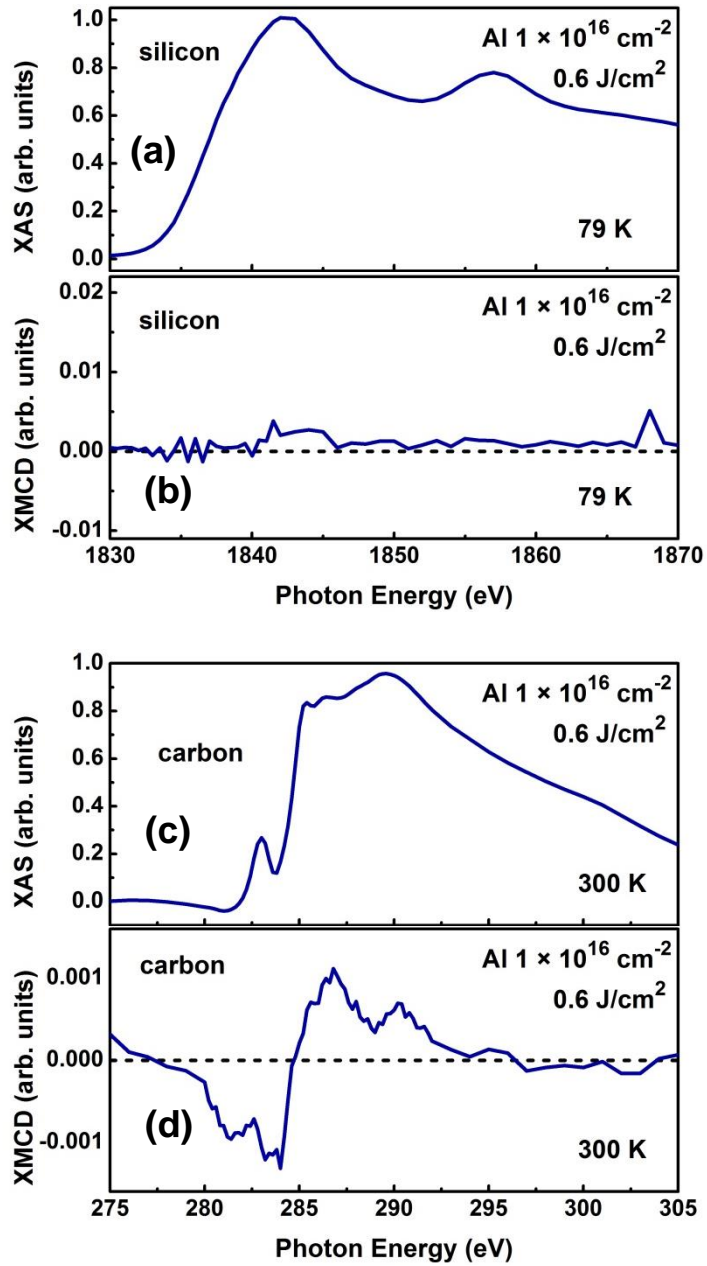 silicon
Al 1 × 10¹⁶ cm⁻²
0.6 J/cm²
(a)
79 K
XAS (arb. units)
1.0
0.8
0.6
0.4
0.2
0.0
silicon
Al 1 × 10¹⁶ cm⁻²
0.6 J/cm²
(b)
79 K
XMCD (arb. units)
0.02
0.01
0.00
-0.01
1830 1840 1850 1860 1870
Photon Energy (eV)
carbon
Al 1 × 10¹⁶ cm⁻²
0.6 J/cm²
(c)
300 K
XAS (arb. units)
1.0
0.8
0.6
0.4
0.2
0.0
carbon
Al 1 × 10¹⁶ cm⁻²
0.6 J/cm²
(d)
300 K
XMCD (arb. units)
0.001
0.000
-0.001
275 280 285 290 295 300 305
Photon Energy (eV)